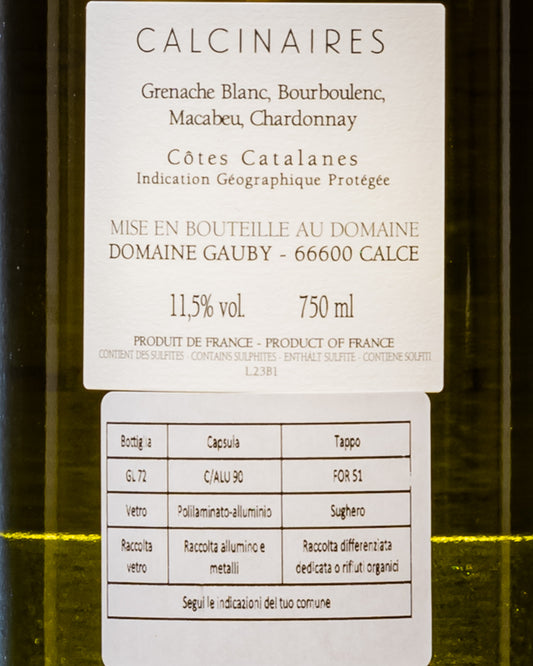 CALCINAIRES
Grenache Blanc, Bourboulenc,
Macabeu, Chardonnay
Côtes Catalanes
Indication Géographique Protégée
MISE EN BOUTEILLE AU DOMAINE
DOMAINE GAUBY - 66600 CALCE
11,5% vol. 750 ml
PRODUIT DE FRANCE - PRODUCT OF FRANCE
CONTIENT DES SULFITES - CONTAINS SULPHITES - ENTHÄLT SULFITE - CONTIENE SOLFITI
L23B1
Bottiglia Capsula Tappo
GL 72 C/ALU 90 FOR 51
Vetro Polilaminato-alluminio Sughero
Raccolta Raccolta allumino e Raccolta differenziata
vetro metalli dedicata o rifiuti organici
Segui le indicazioni del tuo comune